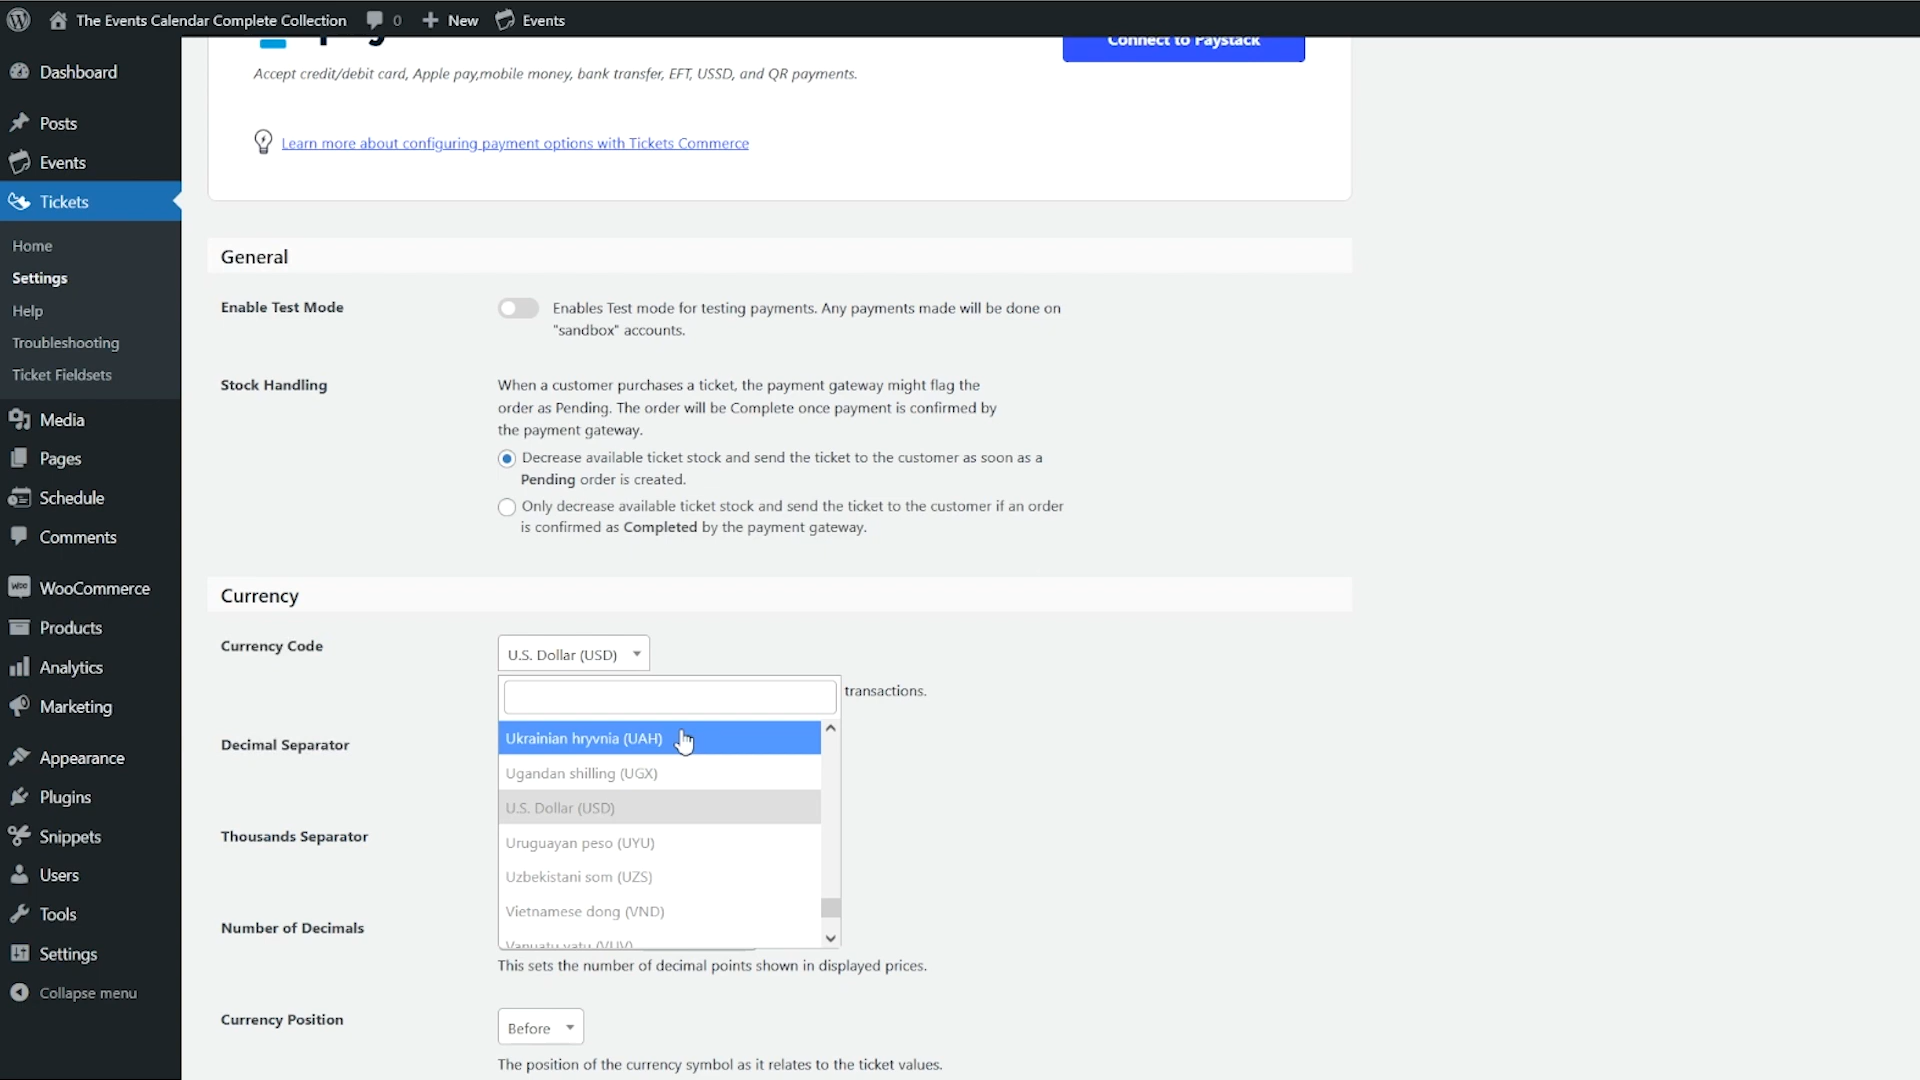 The Events Calendar Complete Collection 0 New Events
Connect to Paystack
Accept credit/debit card, Apple pay,mobile money, bank transfer, EFT, USSD, and QR payments.
Learn more about configuring payment options with Tickets Commerce
Dashboard
Posts
Events
Tickets
Home
Settings
Help
Troubleshooting
Ticket Fieldsets
Media
Pages
Schedule
Comments
Woo WooCommerce
Products
Analytics
Marketing
Appearance
Plugins
Snippets
Users
Tools
Settings
Collapse menu
General
Enable Test Mode
Enables Test mode for testing payments. Any payments made will be done on
"sandbox" accounts.
Stock Handling
When a customer purchases a ticket, the payment gateway might flag the
order as Pending. The order will be Complete once payment is confirmed by
the payment gateway.
Decrease available ticket stock and send the ticket to the customer as soon as a
Pending order is created.
Only decrease available ticket stock and send the ticket to the customer if an order
is confirmed as Completed by the payment gateway.
Currency
Currency Code
U.S. Dollar (USD)
transactions.
Ukrainian hryvnia (UAH)
Ugandan shilling (UGX)
U.S. Dollar (USD)
Uruguayan peso (UYU)
Uzbekistani som (UZS)
Vietnamese dong (VND)
Vanuatu vatu (VUV)
Decimal Separator
Thousands Separator
Number of Decimals
This sets the number of decimal points shown in displayed prices.
Currency Position
Before
The position of the currency symbol as it relates to the ticket values.